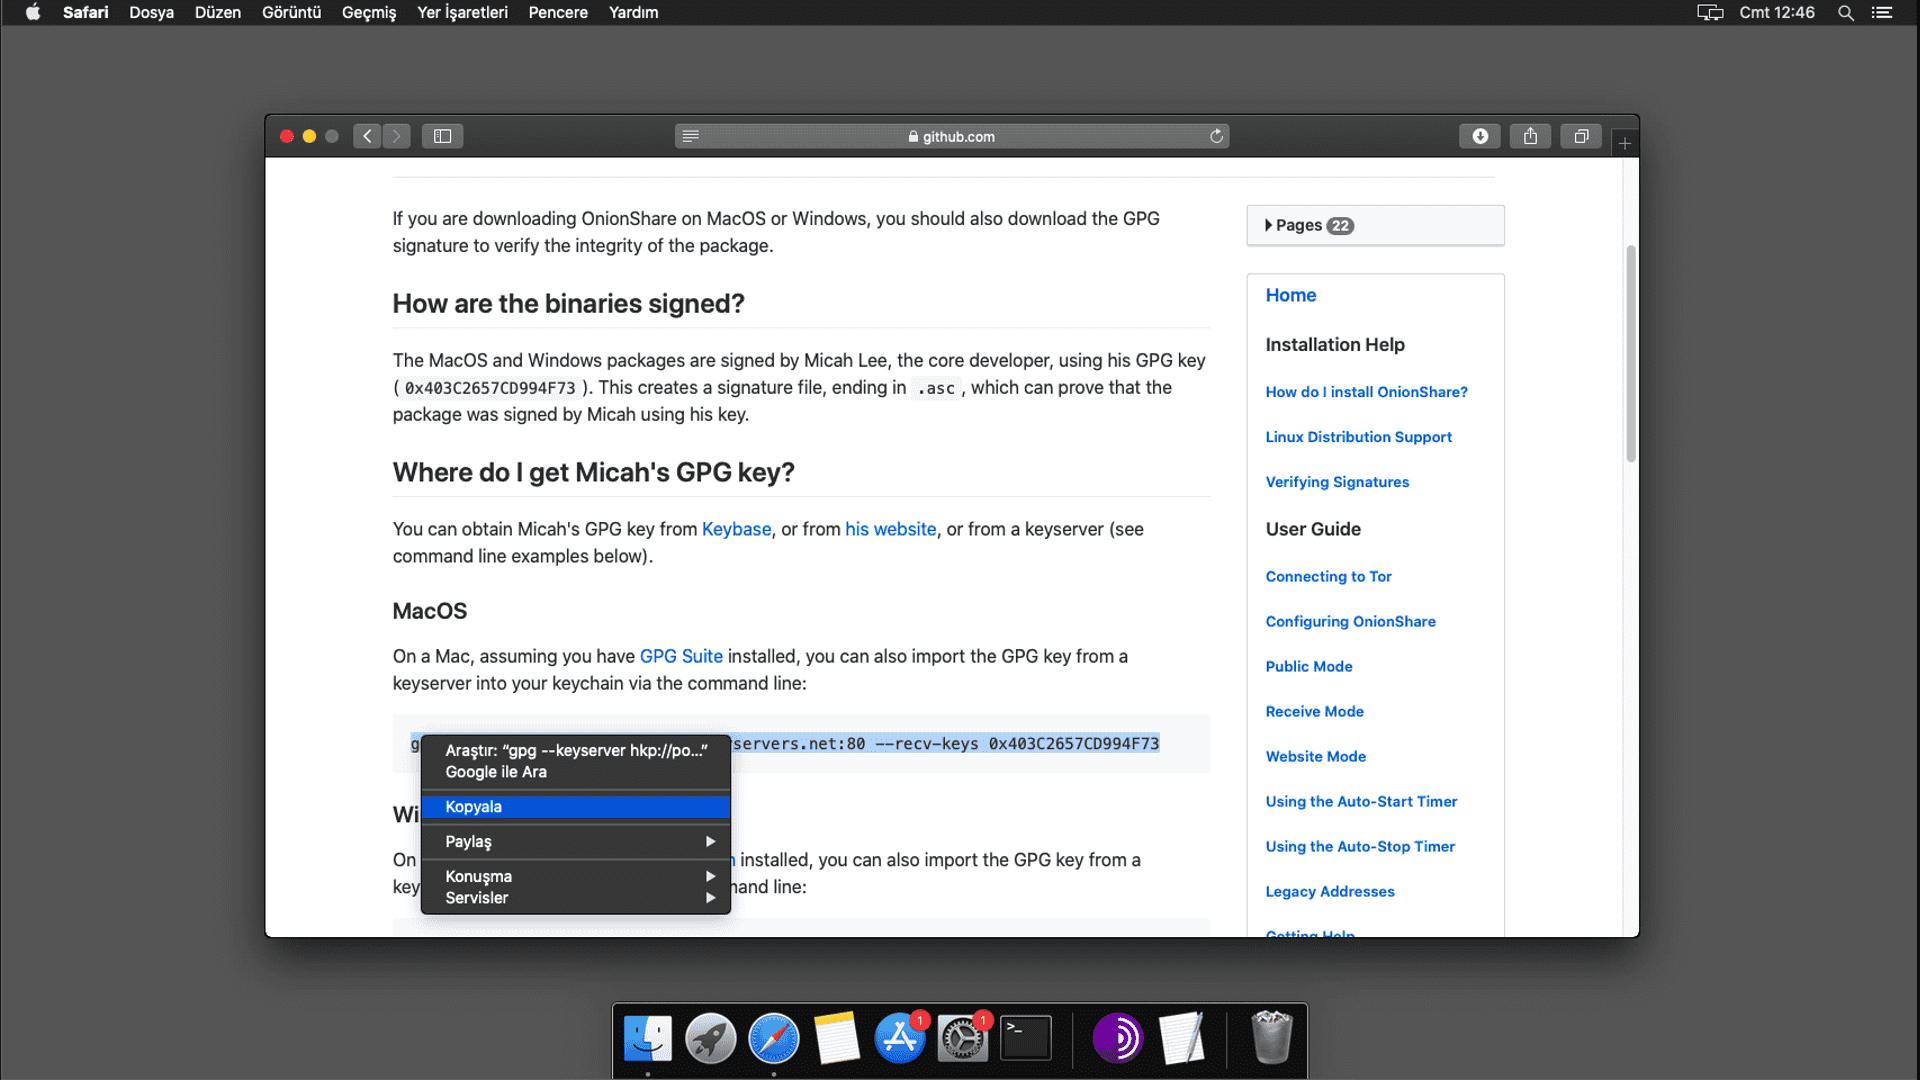 Safari Dosya Düzen Görüntü Geçmiş Yer İşaretleri Pencere Yardım Cmt 12:46
github.com
If you are downloading OnionShare on MacOS or Windows, you should also download the GPG
signature to verify the integrity of the package.
How are the binaries signed?
The MacOS and Windows packages are signed by Micah Lee, the core developer, using his GPG key
( 0x403C2657CD994F73 ). This creates a signature file, ending in .asc , which can prove that the
package was signed by Micah using his key.
Where do I get Micah's GPG key?
You can obtain Micah's GPG key from Keybase, or from his website, or from a keyserver (see
command line examples below).
MacOS
On a Mac, assuming you have GPG Suite installed, you can also import the GPG key from a
keyserver into your keychain via the command line:
servers.net:80 --recv-keys 0x403C2657CD994F73
Araştır: “gpg --keyserver hkp://po...”
Google ile Ara
Kopyala
Paylaş
Konuşma
Servisler
Wi
On installed, you can also import the GPG key from a
key mand line:
Pages 22
Home
Installation Help
How do I install OnionShare?
Linux Distribution Support
Verifying Signatures
User Guide
Connecting to Tor
Configuring OnionShare
Public Mode
Receive Mode
Website Mode
Using the Auto-Start Timer
Using the Auto-Stop Timer
Legacy Addresses
Getting Help
1
1
>_